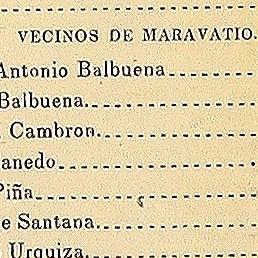 VECINOS DE MARAVATIO.
Antonio Balbuena
Balbuena.
Cambron.
anedo
Piña
e Santana.
Urquiza.